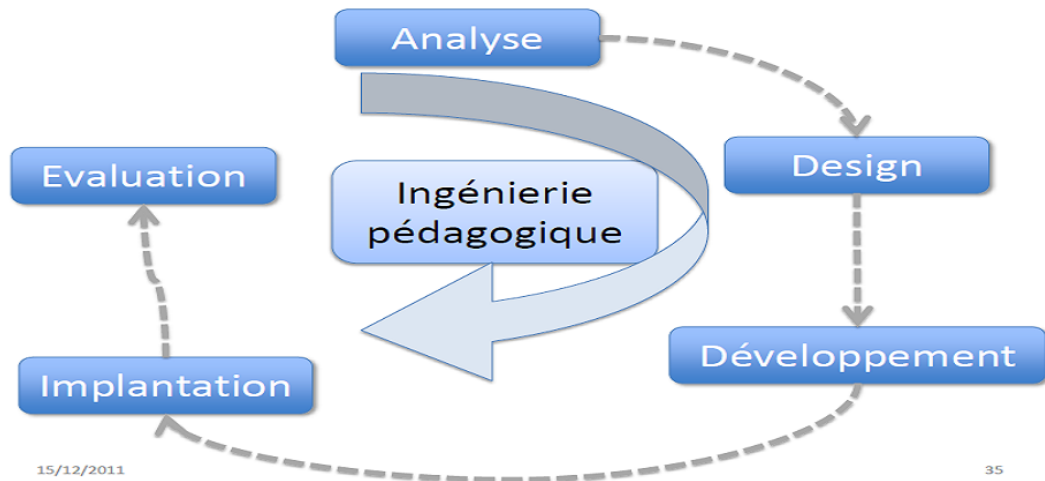 Analyse
Design
Evaluation
Ingénierie
pédagogique
Développement
Implantation
15/12/2011
35